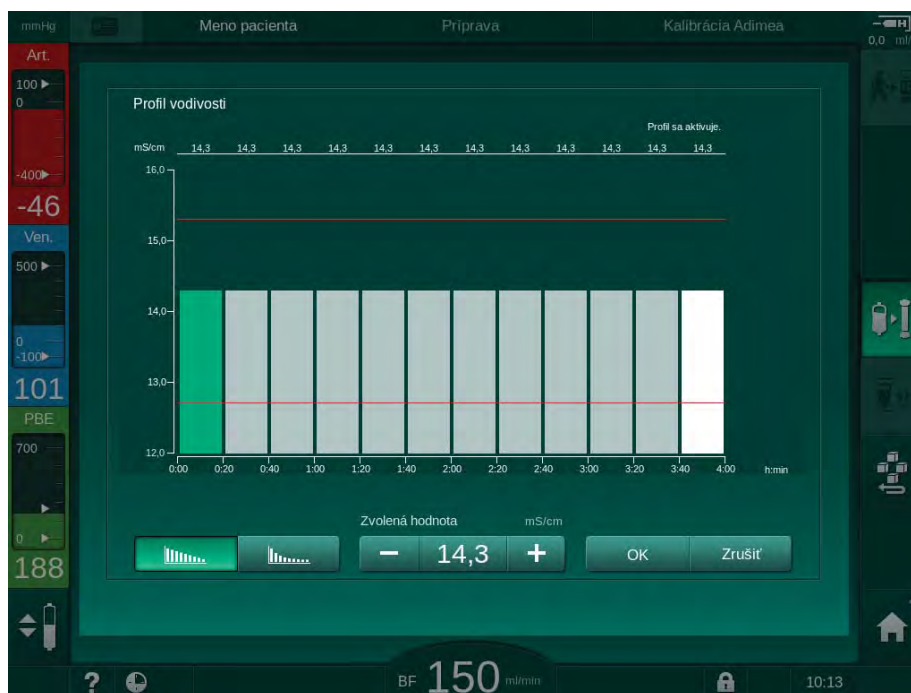 mmHg Meno pacienta Príprava Kalibrácia Adimea
0,0 ml/
Art.
100
0
-400
-46
Ven.
500
0
-100
101
PBE
700
0
188
Profil vodivosti
Profil sa aktivuje.
mS/cm 14,3 14,3 14,3 14,3 14,3 14,3 14,3 14,3 14,3 14,3 14,3 14,3
16,0
15,0
14,0
13,0
12,0
0:00 0:20 0:40 1:00 1:20 1:40 2:00 2:20 2:40 3:00 3:20 3:40 4:00 h:min
Zvolená hodnota mS/cm
− 14,3 + OK Zrušiť
? BF 150 ml/min 10:13